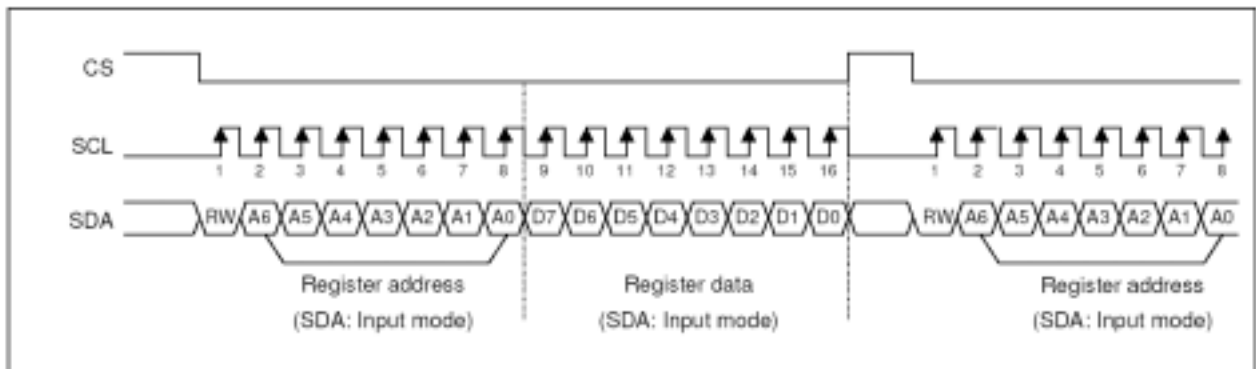 CS
SCL
1 2 3 4 5 6 7 8 9 10 11 12 13 14 15 16 1 2 3 4 5 6 7 8
SDA RW A6 A5 A4 A3 A2 A1 A0 D7 D6 D5 D4 D3 D2 D1 D0 RW A6 A5 A4 A3 A2 A1 A0
Register address Register data Register address
(SDA: Input mode) (SDA: Input mode) (SDA: Input mode)